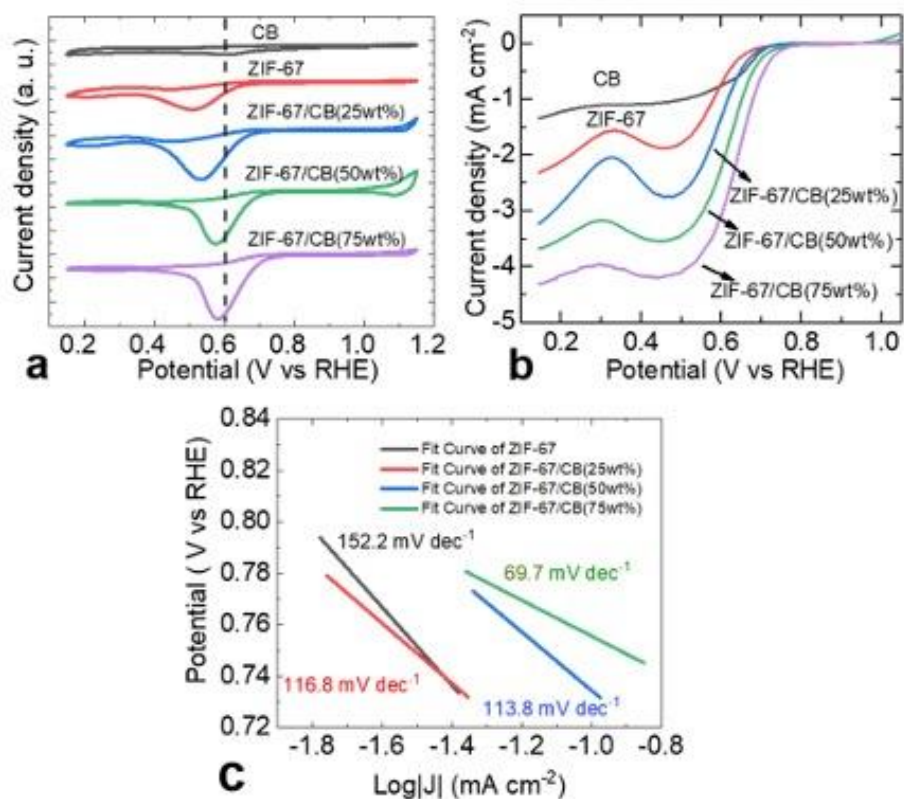 Current density (a. u.)
CB
ZIF-67
ZIF-67/CB(25wt%)
ZIF-67/CB(50wt%)
ZIF-67/CB(75wt%)
0.2 0.4 0.6 0.8 1.0 1.2
Potential (V vs RHE)
a
Current density (mA cm⁻²)
0
-1
-2
-3
-4
-5
CB
ZIF-67
ZIF-67/CB(25wt%)
ZIF-67/CB(50wt%)
ZIF-67/CB(75wt%)
0.2 0.4 0.6 0.8 1.0
Potential (V vs RHE)
b
Potential ( V vs RHE)
0.84
0.82
0.80
0.78
0.76
0.74
0.72
Fit Curve of ZIF-67
Fit Curve of ZIF-67/CB(25wt%)
Fit Curve of ZIF-67/CB(50wt%)
Fit Curve of ZIF-67/CB(75wt%)
152.2 mV dec⁻¹
69.7 mV dec⁻¹
116.8 mV dec⁻¹
113.8 mV dec⁻¹
-1.8 -1.6 -1.4 -1.2 -1.0 -0.8
Log|J| (mA cm⁻²)
c